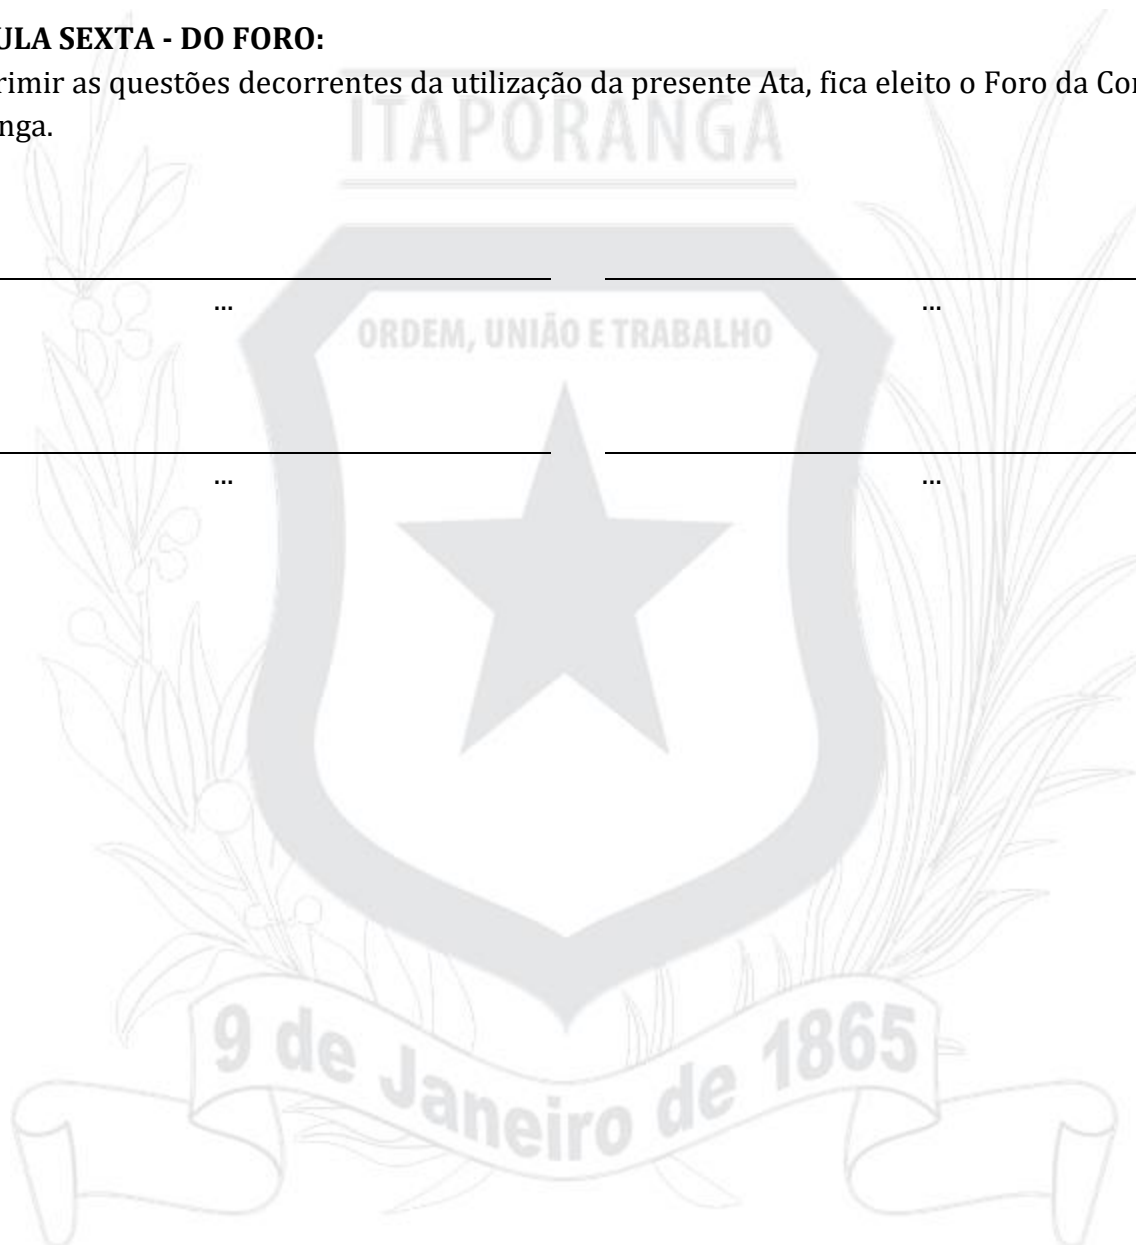 ULA SEXTA - DO FORO:
rimir as questões decorrentes da utilização da presente Ata, fica eleito o Foro da Co
nga.
ITAPORANGA
... ...
ORDEM, UNIÃO E TRABALHO
... ...
9 de Janeiro de 1865